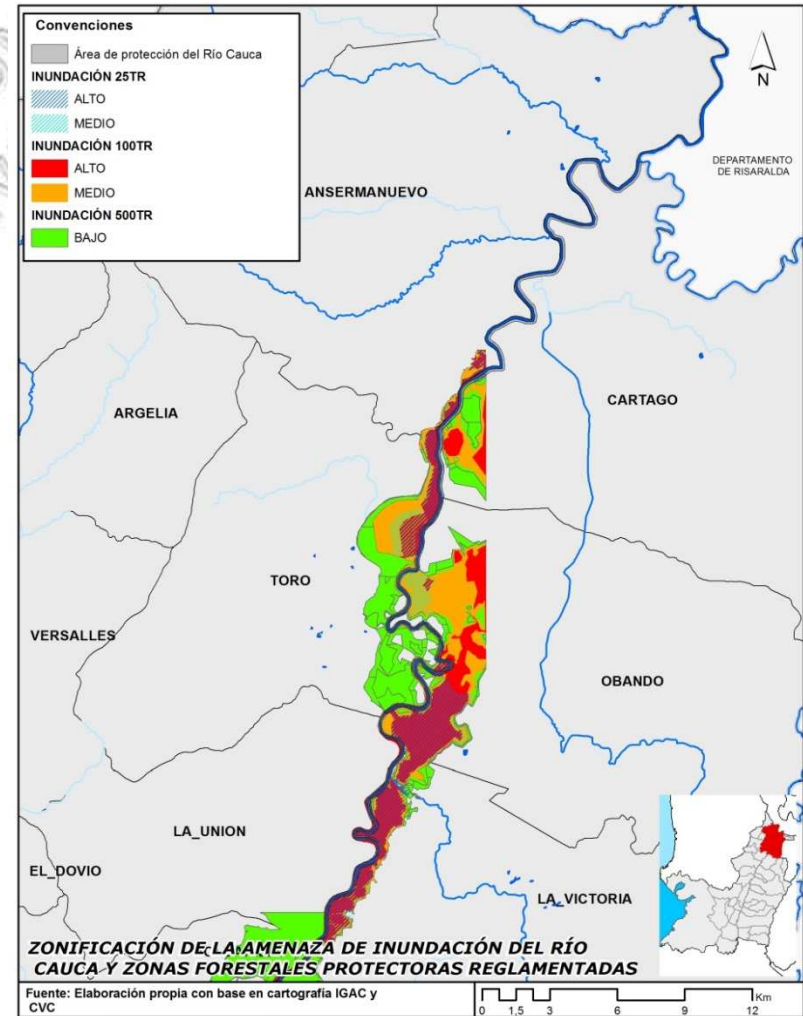 Convenciones
Área de protección del Río Cauca
INUNDACIÓN 25TR
ALTO
MEDIO
INUNDACIÓN 100TR
ALTO
MEDIO
INUNDACIÓN 500TR
BAJO
N
DEPARTAMENTO
DE RISARALDA
ANSERMANUEVO
ARGELIA
CARTAGO
TORO
VERSALLES
OBANDO
LA_UNION
EL_DOVIO
LA_VICTORIA
ZONIFICACIÓN DE LA AMENAZA DE INUNDACIÓN DEL RÍO
CAUCA Y ZONAS FORESTALES PROTECTORAS REGLAMENTADAS
Fuente: Elaboración propia con base en cartografía IGAC y
CVC
0 1,5 3 6 9 12 Km